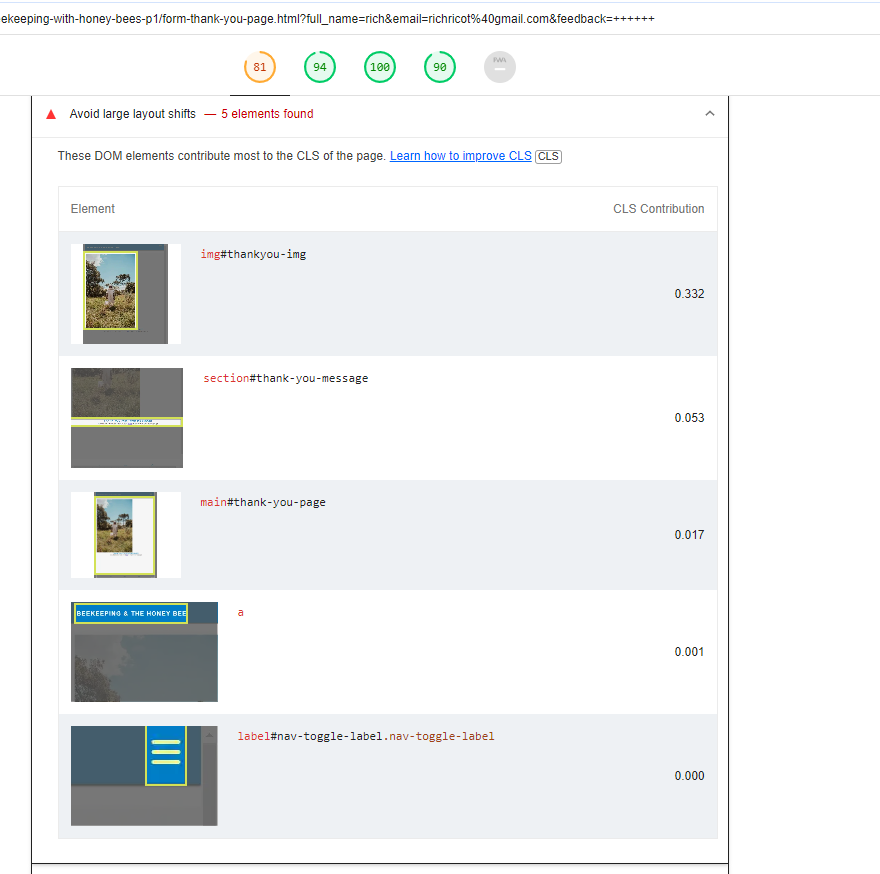 ekeeping-with-honey-bees-p1/form-thank-you-page.html?full_name=rich&email=richricot%40gmail.com&feedback=++++++
81 94 100 90 PWA
Avoid large layout shifts — 5 elements found
These DOM elements contribute most to the CLS of the page. Learn how to improve CLS CLS
Element CLS Contribution
img#thankyou-img
0.332
section#thank-you-message
0.053
main#thank-you-page
0.017
BEEKEEPING & THE HONEY BEE
a
0.001
label#nav-toggle-label.nav-toggle-label
0.000